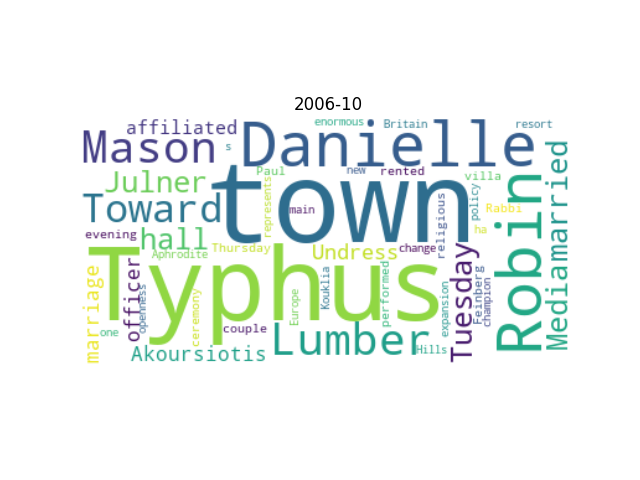 2006-10
enormous
Britain
resort
affiliated
Mason
s
Danielle
Paul
new
rented
villa
Julner
town
Toward
represents
main
religious
policy
Rabbi
Robin
Mediamarried
evening
hall
ha
Thursday
Undress
change
Aphrodite
Typhus
Tuesday
marriage
officer
openness
ceremony
Europe
Kouklia
performed
expansion
Feinberg
champion
one
couple
Lumber
Akoursiotis
Hills